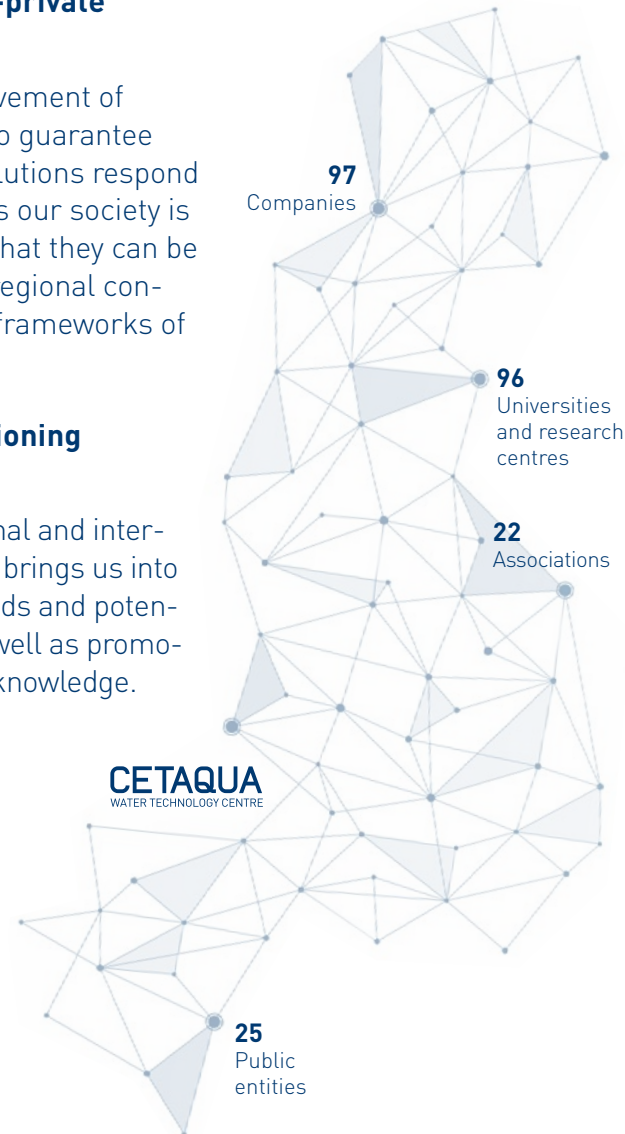 -private
vement of
o guarantee
lutions respond
s our society is
hat they can be
regional con-
frameworks of
ioning
nal and inter-
brings us into
ds and poten-
well as promo-
knowledge.
97
Companies
96
Universities
and research
centres
22
Associations
CETAQUA
WATER TECHNOLOGY CENTRE
25
Public
entities